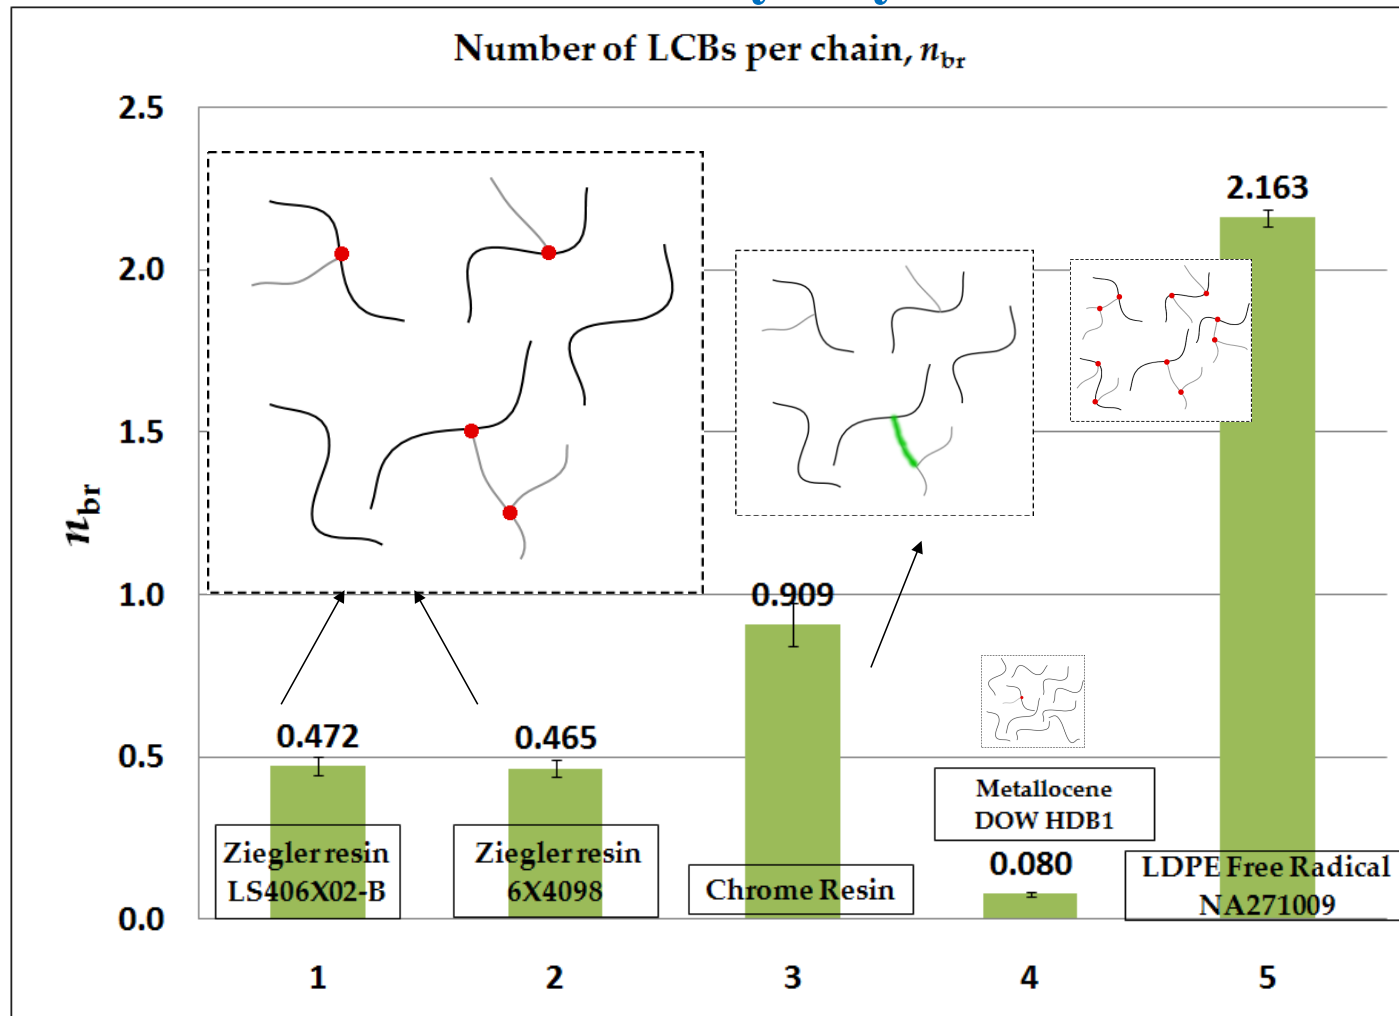 Number of LCBs per chain, nbr
2.5
2.0
1.5
1.0
0.5
0.0
nbr
2.163
0.909
0.472
0.465
0.080
Ziegler resin
LS406X02-B
Ziegler resin
6X4098
Chrome Resin
Metallocene
DOW HDB1
LDPE Free Radical
NA271009
1 2 3 4 5